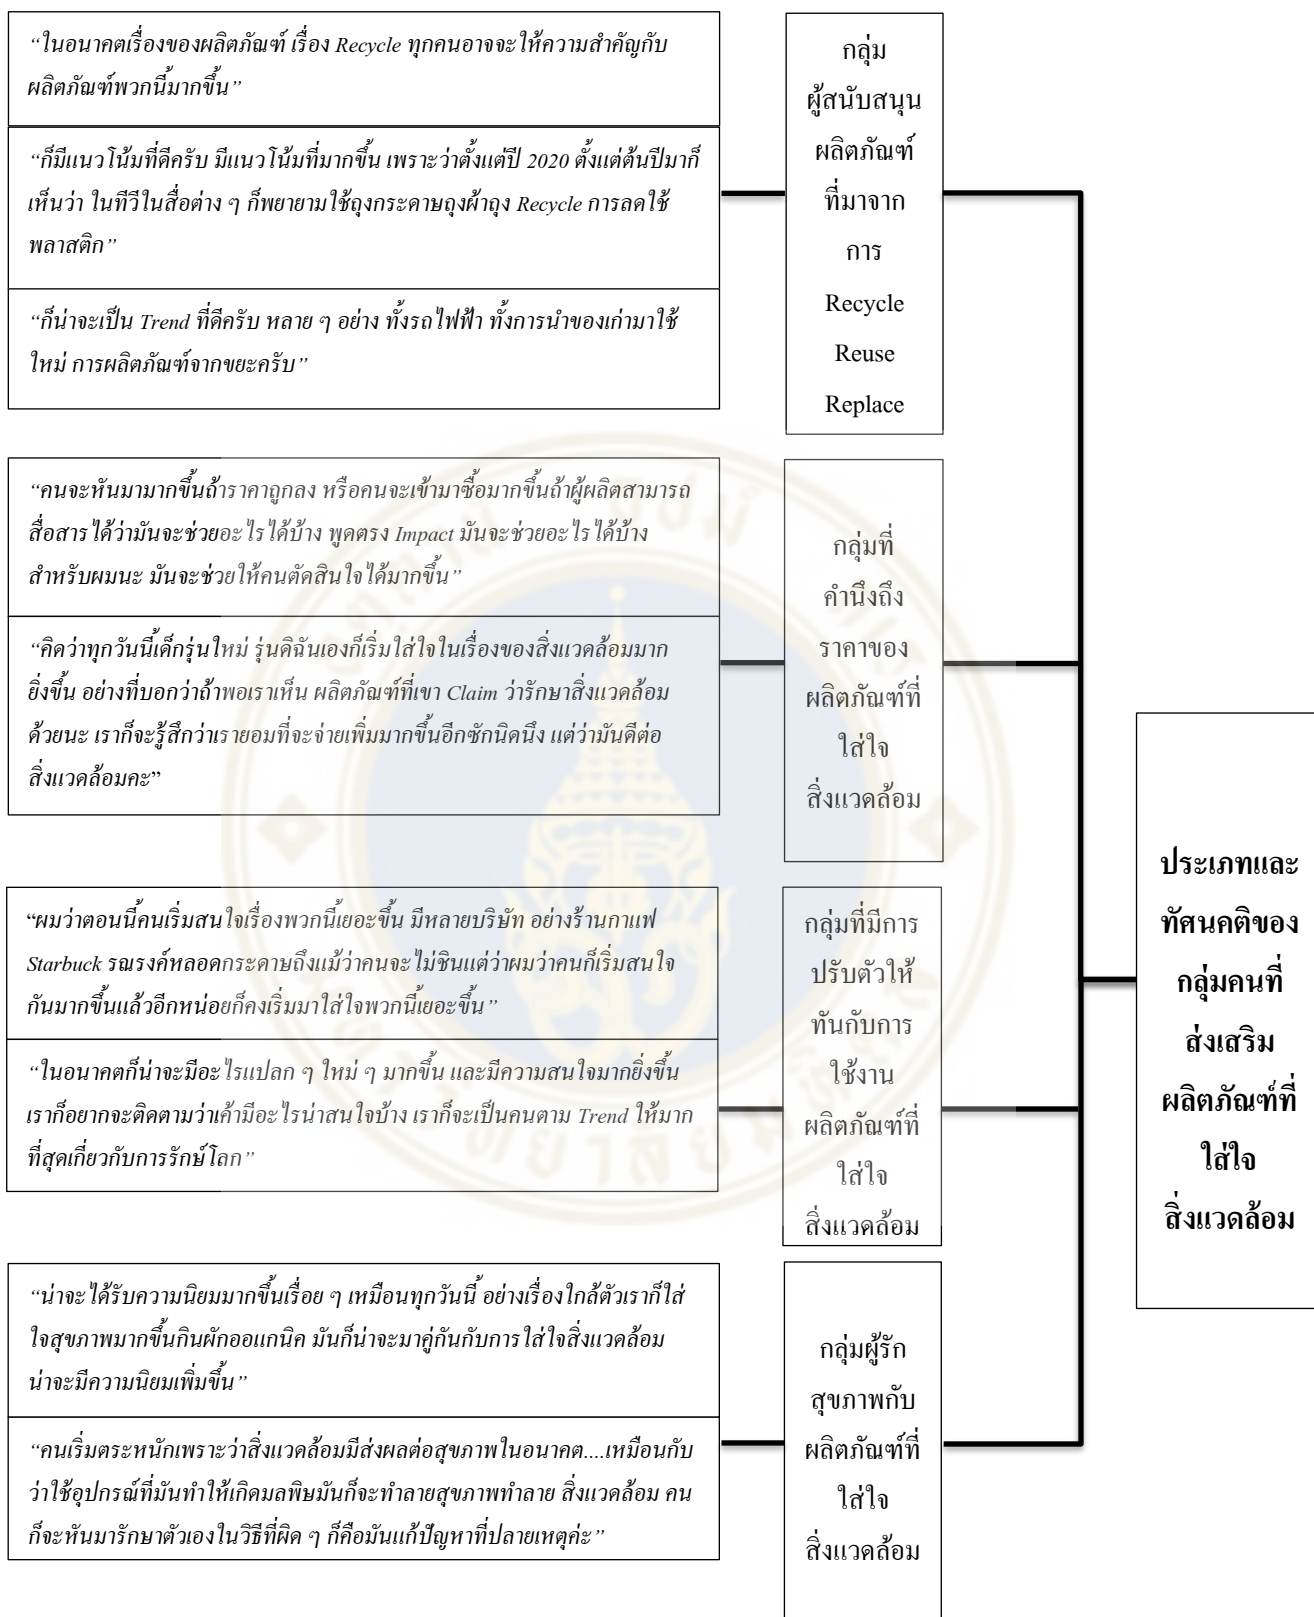 “ในอนาคตเรื่องของผลิตภัณฑ์ เรื่อง Recycle ทุกคนอาจจะให้ความสำคัญกับ
ผลิตภัณฑ์พวกนี้มากขึ้น”
“ก็มีแนวโน้มที่ดีครับ มีแนวโน้มที่มากขึ้น เพราะว่าตั้งแต่ปี 2020 ตั้งแต่ต้นปีมาก็
เห็นว่า ในทีวีในสื่อต่าง ๆ ก็พยายามใช้ถุงกระดาษถุงผ้าถุง Recycle การลดใช้
พลาสติก”
“ก็น่าจะเป็น Trend ที่ดีครับ หลาย ๆ อย่าง ทั้งรถไฟฟ้า ทั้งการนำของเก่ามาใช้
ใหม่ การผลิตภัณฑ์จากขยะครับ”
กลุ่ม
ผู้สนับสนุน
ผลิตภัณฑ์
ที่มาจาก
การ
Recycle
Reuse
Replace
“คนจะหันมามากขึ้นถ้าราคาถูกลง หรือคนจะเข้ามาซื้อมากขึ้นถ้าผู้ผลิตสามารถ
สื่อสารได้ว่ามันจะช่วยอะไรได้บ้าง พูดตรง Impact มันจะช่วยอะไรได้บ้าง
สำหรับผมนะ มันจะช่วยให้คนตัดสินใจได้มากขึ้น”
“คิดว่าทุกวันนี้เด็กรุ่นใหม่ รุ่นดิฉันเองก็เริ่มใส่ใจในเรื่องของสิ่งแวดล้อมมาก
ยิ่งขึ้น อย่างที่บอกว่าถ้าพอเราเห็น ผลิตภัณฑ์ที่เขา Claim ว่ารักษาสิ่งแวดล้อม
ด้วยนะ เราก็จะรู้สึกว่าเรายอมที่จะจ่ายเพิ่มมากขึ้นอีกซักนิดนึง แต่ว่ามันดีต่อ
สิ่งแวดล้อมคะ”
กลุ่มที่
คำนึงถึง
ราคาของ
ผลิตภัณฑ์ที่
ใส่ใจ
สิ่งแวดล้อม
“ผมว่าตอนนี้คนเริ่มสนใจเรื่องพวกนี้เยอะขึ้น มีหลายบริษัท อย่างร้านกาแฟ
Starbuck รณรงค์หลอดกระดาษถึงแม้ว่าคนจะไม่ชินแต่ว่าผมว่าคนก็เริ่มสนใจ
กันมากขึ้นแล้วอีกหน่อยก็คงเริ่มมาใส่ใจพวกนี้เยอะขึ้น”
“ในอนาคตก็น่าจะมีอะไรแปลก ๆ ใหม่ ๆ มากขึ้น และมีความสนใจมากยิ่งขึ้น
เราก็อยากจะติดตามว่าเค้ามีอะไรน่าสนใจบ้าง เราก็จะเป็นคนตาม Trend ให้มาก
ที่สุดเกี่ยวกับการรักษ์โลก”
กลุ่มที่มีการ
ปรับตัวให้
ทันกับการ
ใช้งาน
ผลิตภัณฑ์ที่
ใส่ใจ
สิ่งแวดล้อม
“น่าจะได้รับความนิยมมากขึ้นเรื่อย ๆ เหมือนทุกวันนี้ อย่างเรื่องใกล้ตัวเราก็ใส่
ใจสุขภาพมากขึ้นกินผักออแกนิค มันก็น่าจะมาคู่กันกับการใส่ใจสิ่งแวดล้อม
น่าจะมีความนิยมเพิ่มขึ้น”
“คนเริ่มตระหนักเพราะว่าสิ่งแวดล้อมมีส่งผลต่อสุขภาพในอนาคต....เหมือนกับ
ว่าใช้อุปกรณ์ที่มันทำให้เกิดมลพิษมันก็จะทำลายสุขภาพทำลาย สิ่งแวดล้อม คน
ก็จะหันมารักษาตัวเองในวิธีที่ผิด ๆ ก็คือมันแก้ปัญหาที่ปลายเหตุค่ะ”
กลุ่มผู้รัก
สุขภาพกับ
ผลิตภัณฑ์ที่
ใส่ใจ
สิ่งแวดล้อม
ประเภทและ
ทัศนคติของ
กลุ่มคนที่
ส่งเสริม
ผลิตภัณฑ์ที่
ใส่ใจ
สิ่งแวดล้อม